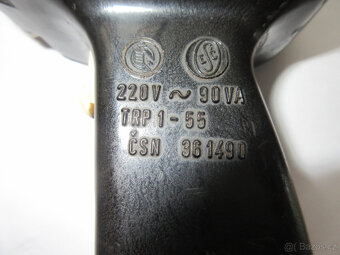 220V ~ 90VA
TRP 1-55
ČSN 361490